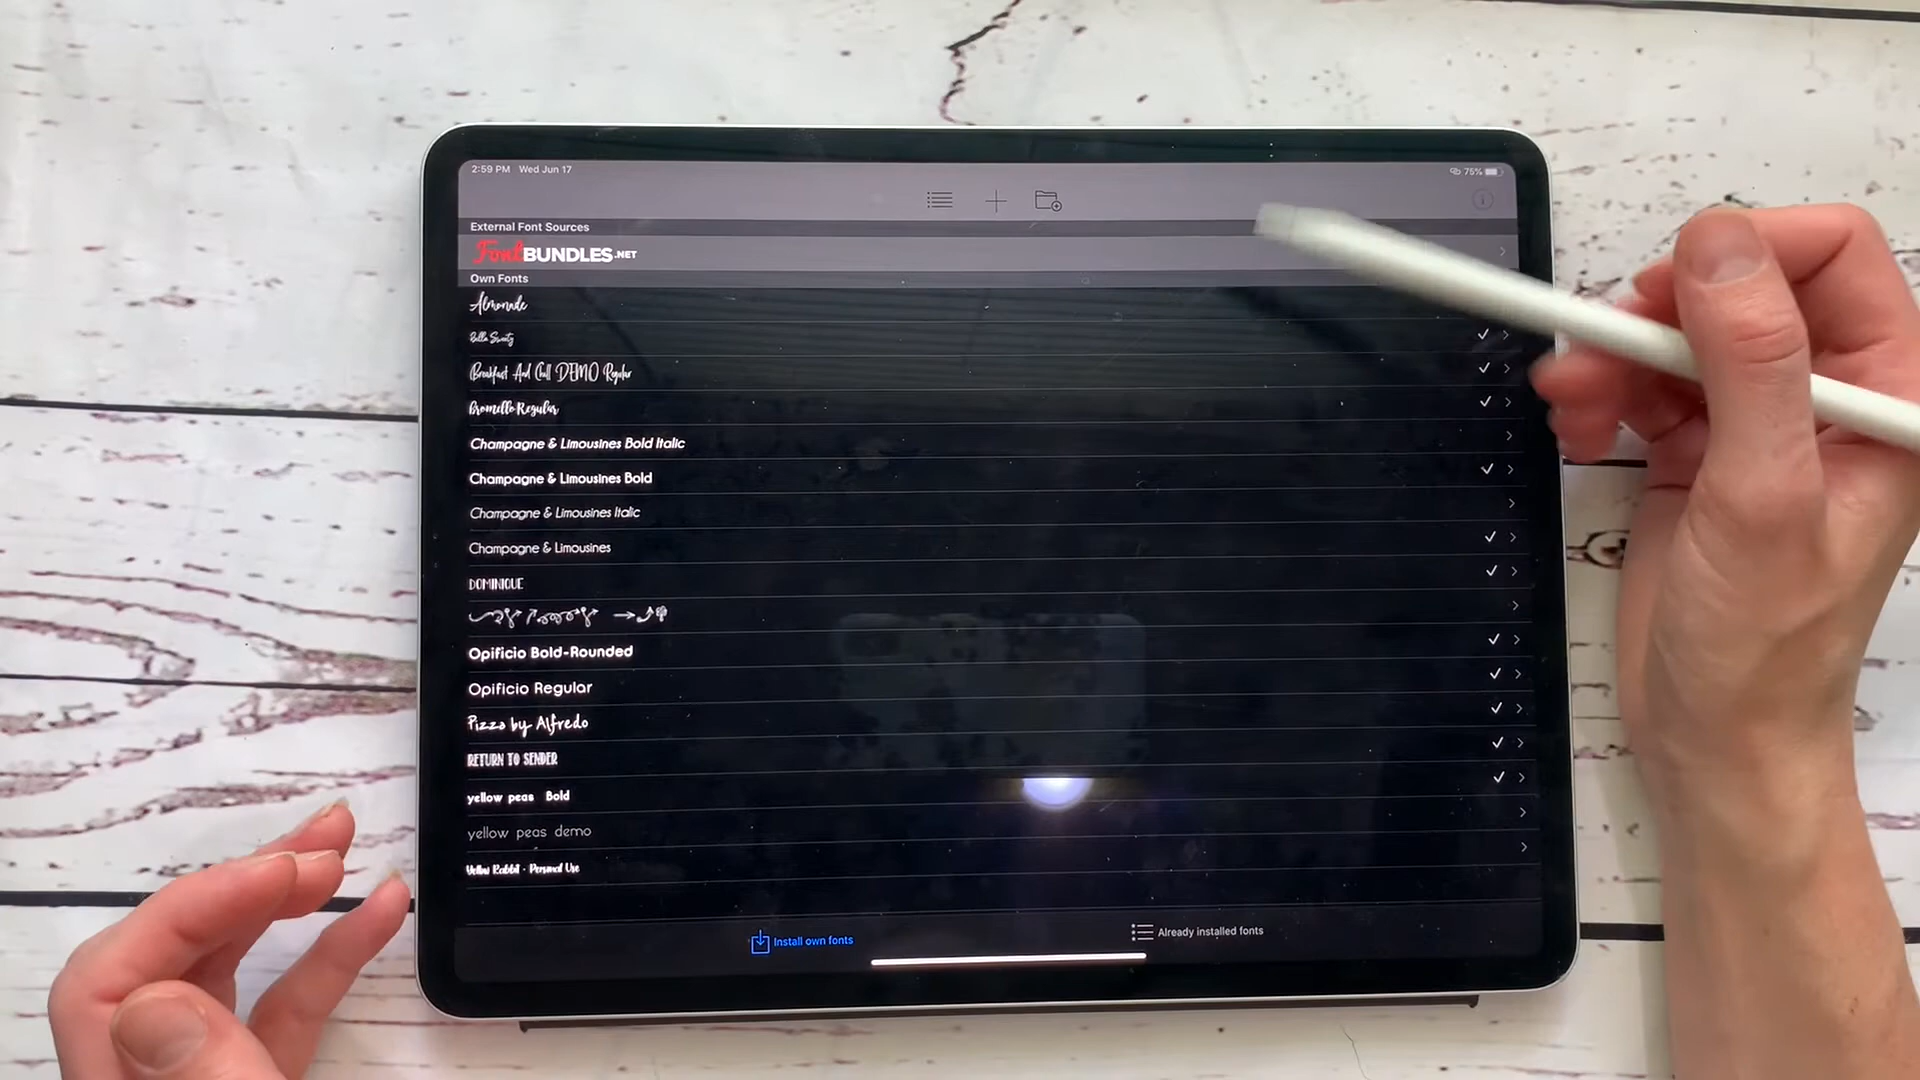 2:59 PM Wed Jun 17
75%
External Font Sources
FontBUNDLES.NET
Own Fonts
Almonade
Bella Sweety
Breakfast And Chill DEMO Regular
Bromello Regular
Champagne & Limousines Bold Italic
Champagne & Limousines Bold
Champagne & Limousines Italic
Champagne & Limousines
DOMINIQUE
Opificio Bold-Rounded
Opificio Regular
Pizza by Alfredo
RETURN TO SENDER
yellow peas Bold
yellow peas demo
Yellow Rabbit - Personal Use
Install own fonts
Already installed fonts